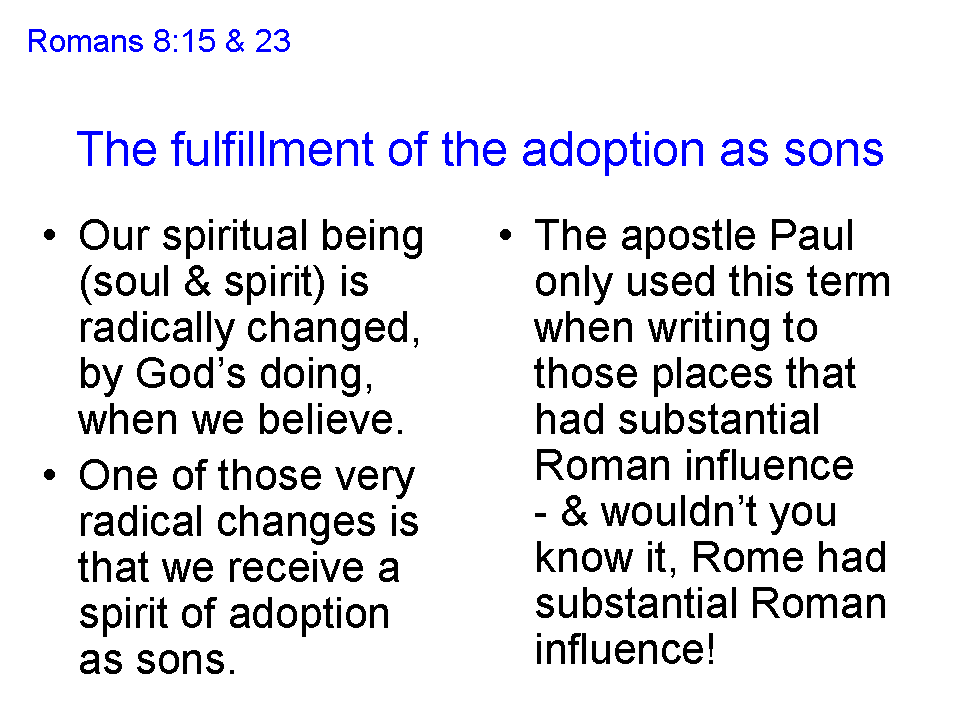 Romans 8:15 & 23
The fulfillment of the adoption as sons
• Our spiritual being
(soul & spirit) is
radically changed,
by God’s doing,
when we believe.
• One of those very
radical changes is
that we receive a
spirit of adoption
as sons.
• The apostle Paul
only used this term
when writing to
those places that
had substantial
Roman influence
- & wouldn’t you
know it, Rome had
substantial Roman
influence!